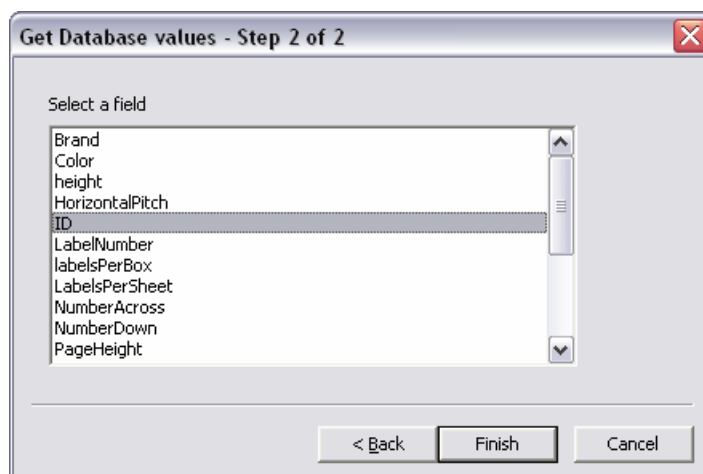 Get Database values - Step 2 of 2
Select a field
Brand
Color
height
HorizontalPitch
ID
LabelNumber
labelsPerBox
LabelsPerSheet
NumberAcross
NumberDown
PageHeight
< Back Finish Cancel